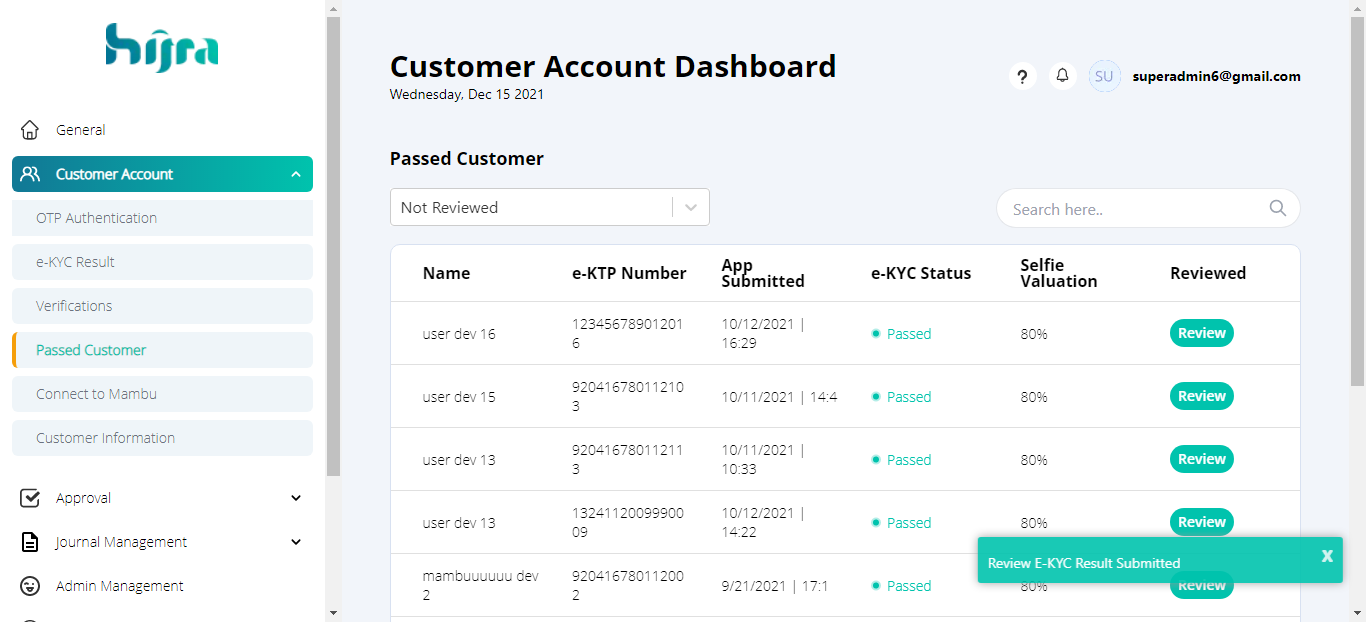 hijra
General
Customer Account
OTP Authentication
e-KYC Result
Verifications
Passed Customer
Connect to Mambu
Customer Information
Approval
Journal Management
Admin Management
Customer Account Dashboard
Wednesday, Dec 15 2021
?
SU
superadmin6@gmail.com
Passed Customer
Not Reviewed
Search here..
Name e-KTP Number App Submitted e-KYC Status Selfie Valuation Reviewed
user dev 16 123456789012016 10/12/2021 | 16:29 Passed 80% Review
user dev 15 920416780112103 10/11/2021 | 14:4 Passed 80% Review
user dev 13 920416780112113 10/11/2021 | 10:33 Passed 80% Review
user dev 13 1324112009990009 10/12/2021 | 14:22 Passed 80% Review
mambuuuuuu dev 2 920416780112002 9/21/2021 | 17:1 Passed 80% Review
Review E-KYC Result Submitted X